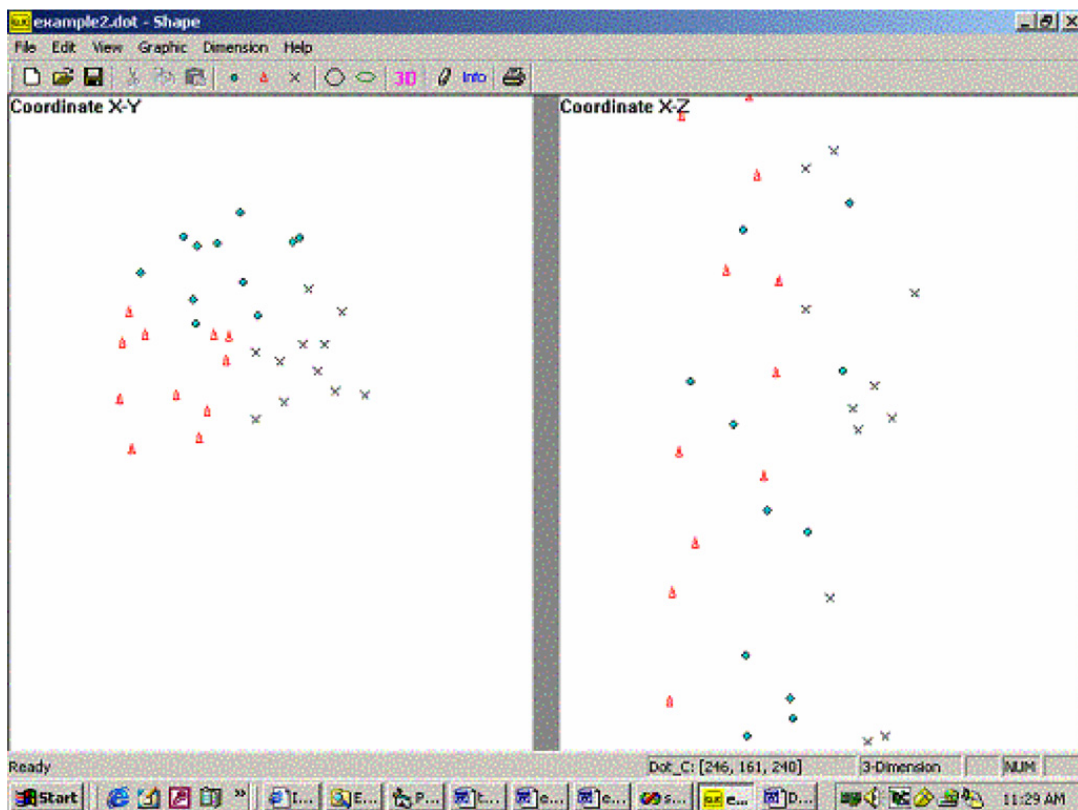 example2.dot - Shape
File Edit View Graphic Dimension Help
3D Info
Coordinate X-Y
Coordinate X-Z
Ready Dot_C: [246, 161, 240] 3-Dimension NUM
Start » I... E... P... t... e... e... s... e... D... 11:29 AM